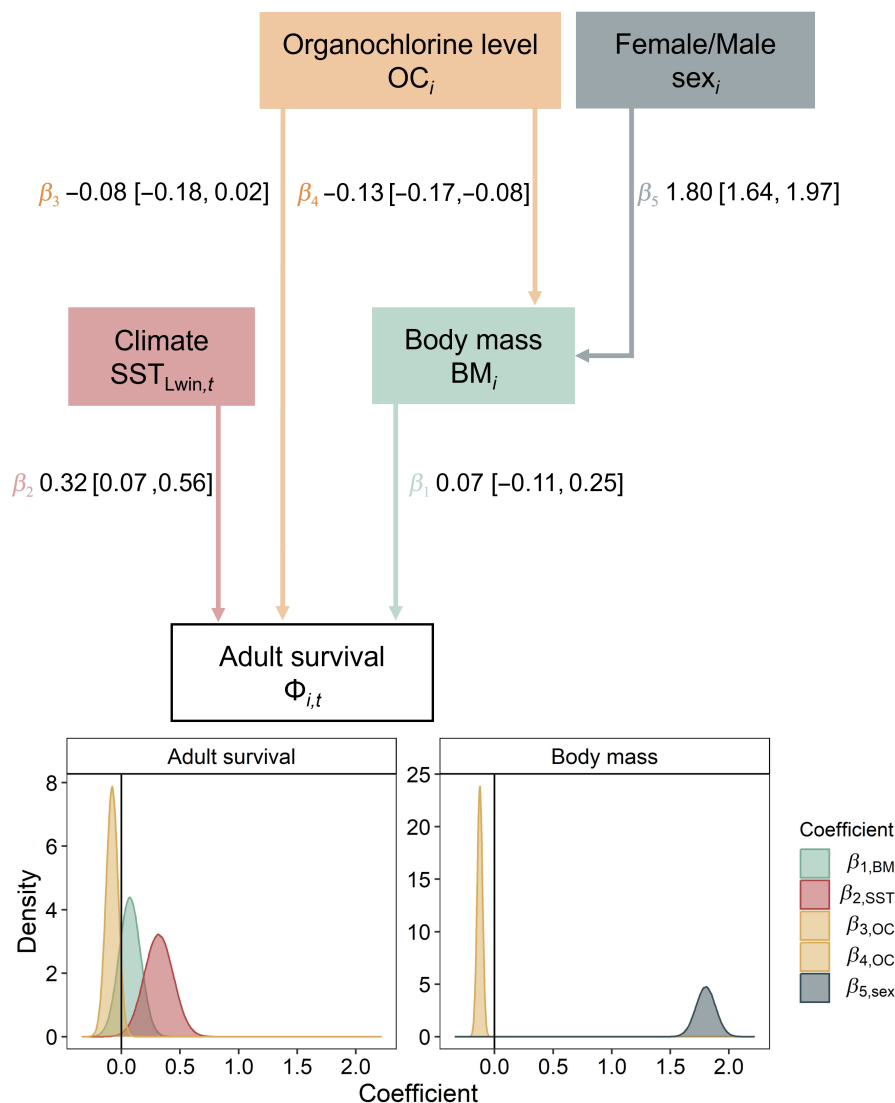 Organochlorine level
OCi
Female/Male
sexi
β3 −0.08 [−0.18, 0.02]
β4 −0.13 [−0.17,−0.08]
β5 1.80 [1.64, 1.97]
Climate
SSTLwin,t
Body mass
BMi
β2 0.32 [0.07 ,0.56]
β1 0.07 [−0.11, 0.25]
Adult survival
Φi,t
Adult survival
Body mass
Density
8
6
4
2
0
25
20
15
10
5
0
0.0 0.5 1.0 1.5 2.0
0.0 0.5 1.0 1.5 2.0
Coefficient
Coefficient
β1,BM
β2,SST
β3,OC
β4,OC
β5,sex